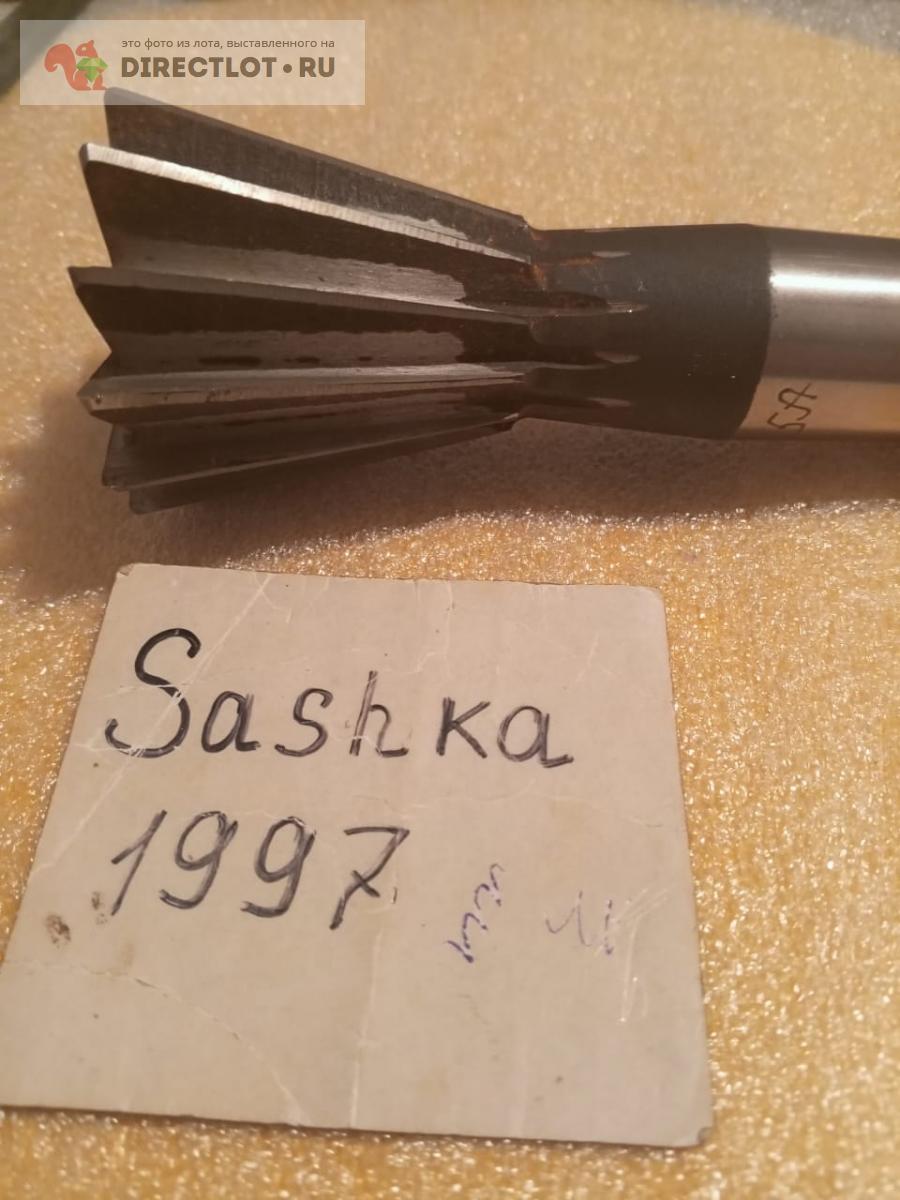 это фото из лота, выставленного на
DIRECTLOT.RU
Sashka
1997